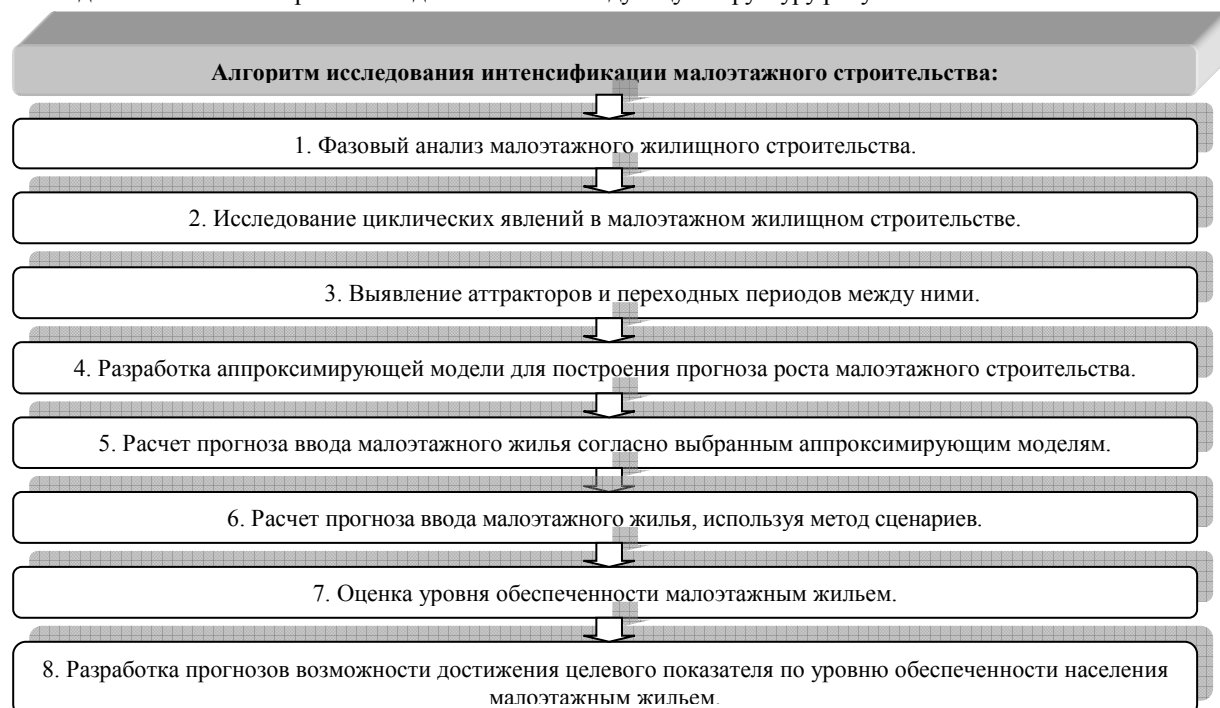 Алгоритм исследования интенсификации малоэтажного строительства:
1. Фазовый анализ малоэтажного жилищного строительства.
2. Исследование циклических явлений в малоэтажном жилищном строительстве.
3. Выявление аттракторов и переходных периодов между ними.
4. Разработка аппроксимирующей модели для построения прогноза роста малоэтажного строительства.
5. Расчет прогноза ввода малоэтажного жилья согласно выбранным аппроксимирующим моделям.
6. Расчет прогноза ввода малоэтажного жилья, используя метод сценариев.
7. Оценка уровня обеспеченности малоэтажным жильем.
8. Разработка прогнозов возможности достижения целевого показателя по уровню обеспеченности населения
малоэтажным жильем.